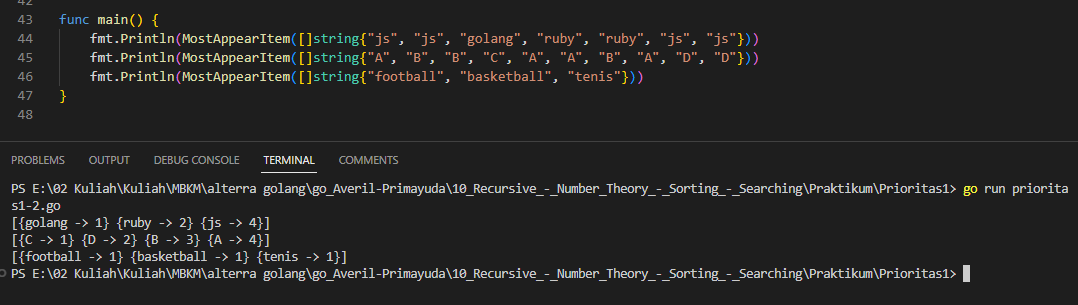 42
43 func main() {
44 fmt.Println(MostAppearItem([]string{"js", "js", "golang", "ruby", "ruby", "js", "js"}))
45 fmt.Println(MostAppearItem([]string{"A", "B", "B", "C", "A", "A", "B", "A", "D", "D"}))
46 fmt.Println(MostAppearItem([]string{"football", "basketball", "tenis"}))
47 }
48
PROBLEMS OUTPUT DEBUG CONSOLE TERMINAL COMMENTS
PS E:\02 Kuliah\Kuliah\MBKM\alterra golang\go_Averil-Primayuda\10_Recursive_-_Number_Theory_-_Sorting_-_Searching\Praktikum\Prioritas1> go run priorita
s1-2.go
[{golang -> 1} {ruby -> 2} {js -> 4}]
[{C -> 1} {D -> 2} {B -> 3} {A -> 4}]
[{football -> 1} {basketball -> 1} {tenis -> 1}]
PS E:\02 Kuliah\Kuliah\MBKM\alterra golang\go_Averil-Primayuda\10_Recursive_-_Number_Theory_-_Sorting_-_Searching\Praktikum\Prioritas1>